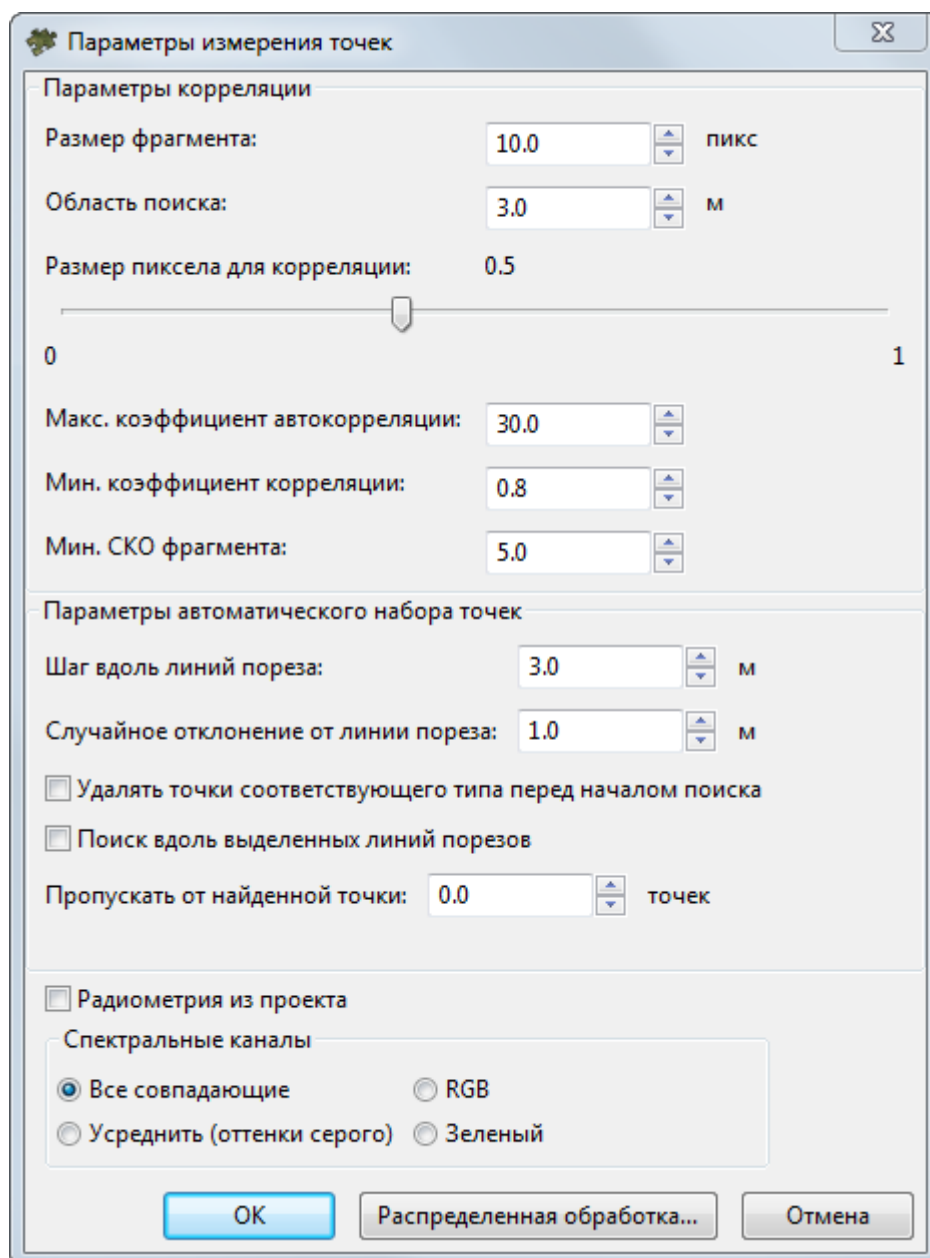 Параметры измерения точек
Параметры корреляции
Размер фрагмента: 10.0 пикс
Область поиска: 3.0 м
Размер пиксела для корреляции: 0.5
0 1
Макс. коэффициент автокорреляции: 30.0
Мин. коэффициент корреляции: 0.8
Мин. СКО фрагмента: 5.0
Параметры автоматического набора точек
Шаг вдоль линий пореза: 3.0 м
Случайное отклонение от линии пореза: 1.0 м
Удалять точки соответствующего типа перед началом поиска
Поиск вдоль выделенных линий порезов
Пропускать от найденной точки: 0.0 точек
Радиометрия из проекта
Спектральные каналы
Все совпадающие RGB
Усреднить (оттенки серого) Зеленый
OK Распределенная обработка... Отмена